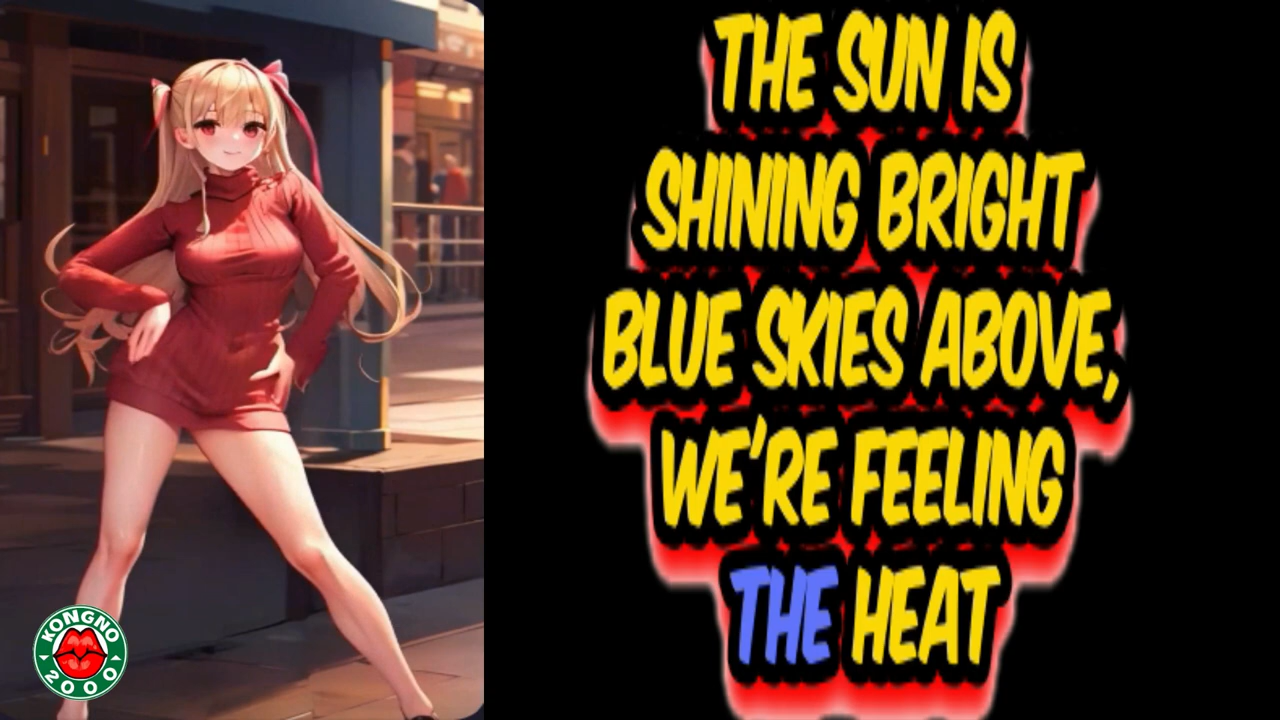 THE SUN IS
SHINING BRIGHT
BLUE SKIES ABOVE,
WE'RE FEELING
THE HEAT
KONGNO
2000